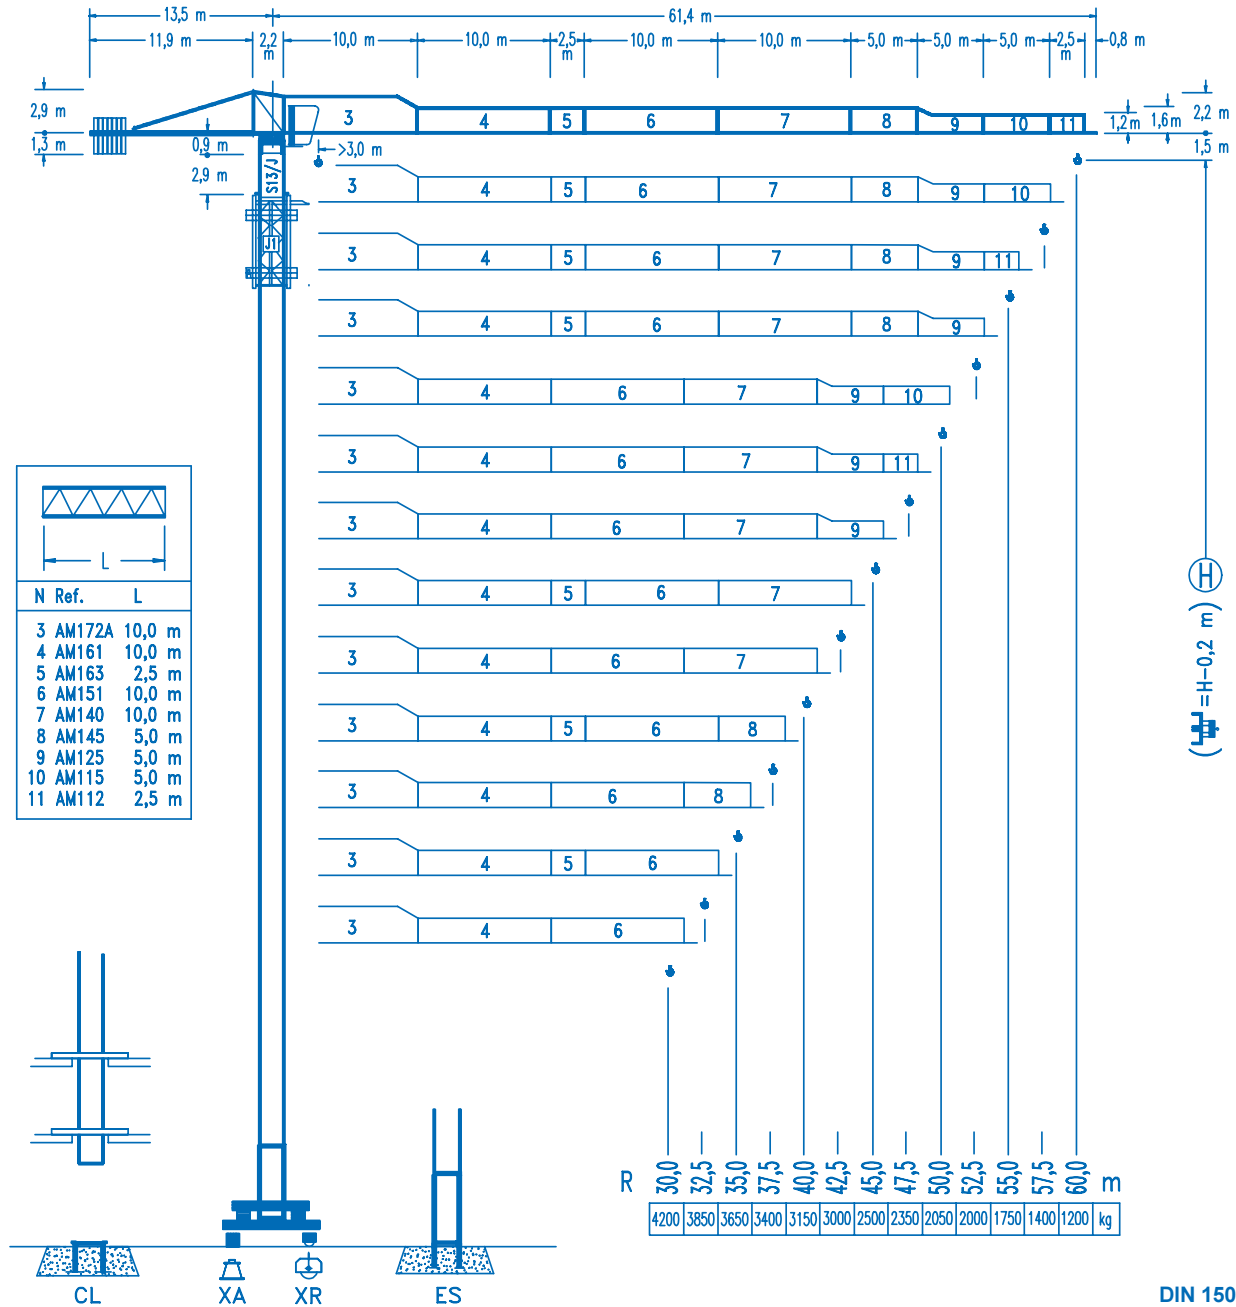 13,5 m 61,4 m
11,9 m 2,2 m 10,0 m 10,0 m 2,5 m 10,0 m 10,0 m 5,0 m 5,0 m 5,0 m 2,5 m 0,8 m
2,9 m 2,2 m
3 4 5 6 7 8 9 10 11 1,2m 1,6m
1,3 m 0,9 m >3,0 m 1,5 m
2,9 m S13/J
3 4 5 6 7 8 9 10
J1
3 4 5 6 7 8 9 11
3 4 5 6 7 8 9
3 4 6 7 9 10
3 4 6 7 9 11
3 4 6 7 9
L
H
3 4 5 6 7
N Ref. L
3 AM172A 10,0 m
4 AM161 10,0 m
5 AM163 2,5 m
6 AM151 10,0 m
7 AM140 10,0 m
8 AM145 5,0 m
9 AM125 5,0 m
10 AM115 5,0 m
11 AM112 2,5 m
3 4 6 7
( =H-0,2 m)
3 4 5 6 8
3 4 6 8
3 4 5 6
3 4 6
R 30,0 32,5 35,0 37,5 40,0 42,5 45,0 47,5 50,0 52,5 55,0 57,5 60,0 m
4200 3850 3650 3400 3150 3000 2500 2350 2050 2000 1750 1400 1200 kg
CL XA XR ES
DIN 150